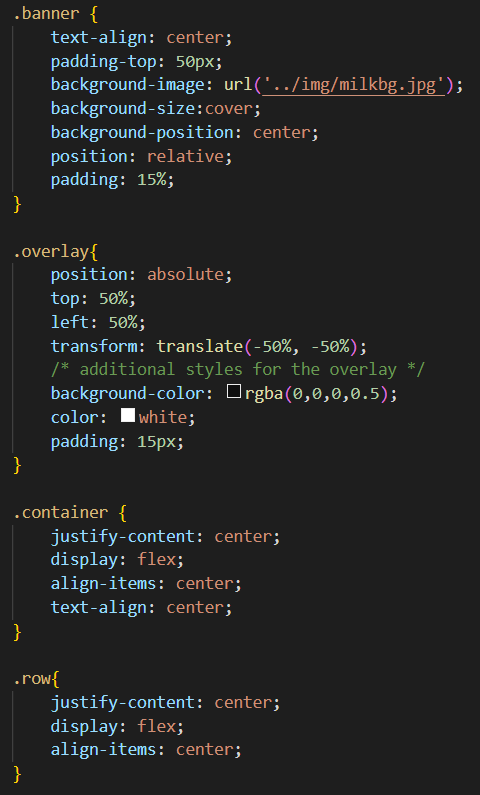 .banner {
    text-align: center;
    padding-top: 50px;
    background-image: url('../img/milkbg.jpg');
    background-size:cover;
    background-position: center;
    position: relative;
    padding: 15%;
}

.overlay{
    position: absolute;
    top: 50%;
    left: 50%;
    transform: translate(-50%, -50%);
    /* additional styles for the overlay */
    background-color: rgba(0,0,0,0.5);
    color: white;
    padding: 15px;
}

.container {
    justify-content: center;
    display: flex;
    align-items: center;
    text-align: center;
}

.row{
    justify-content: center;
    display: flex;
    align-items: center;
}